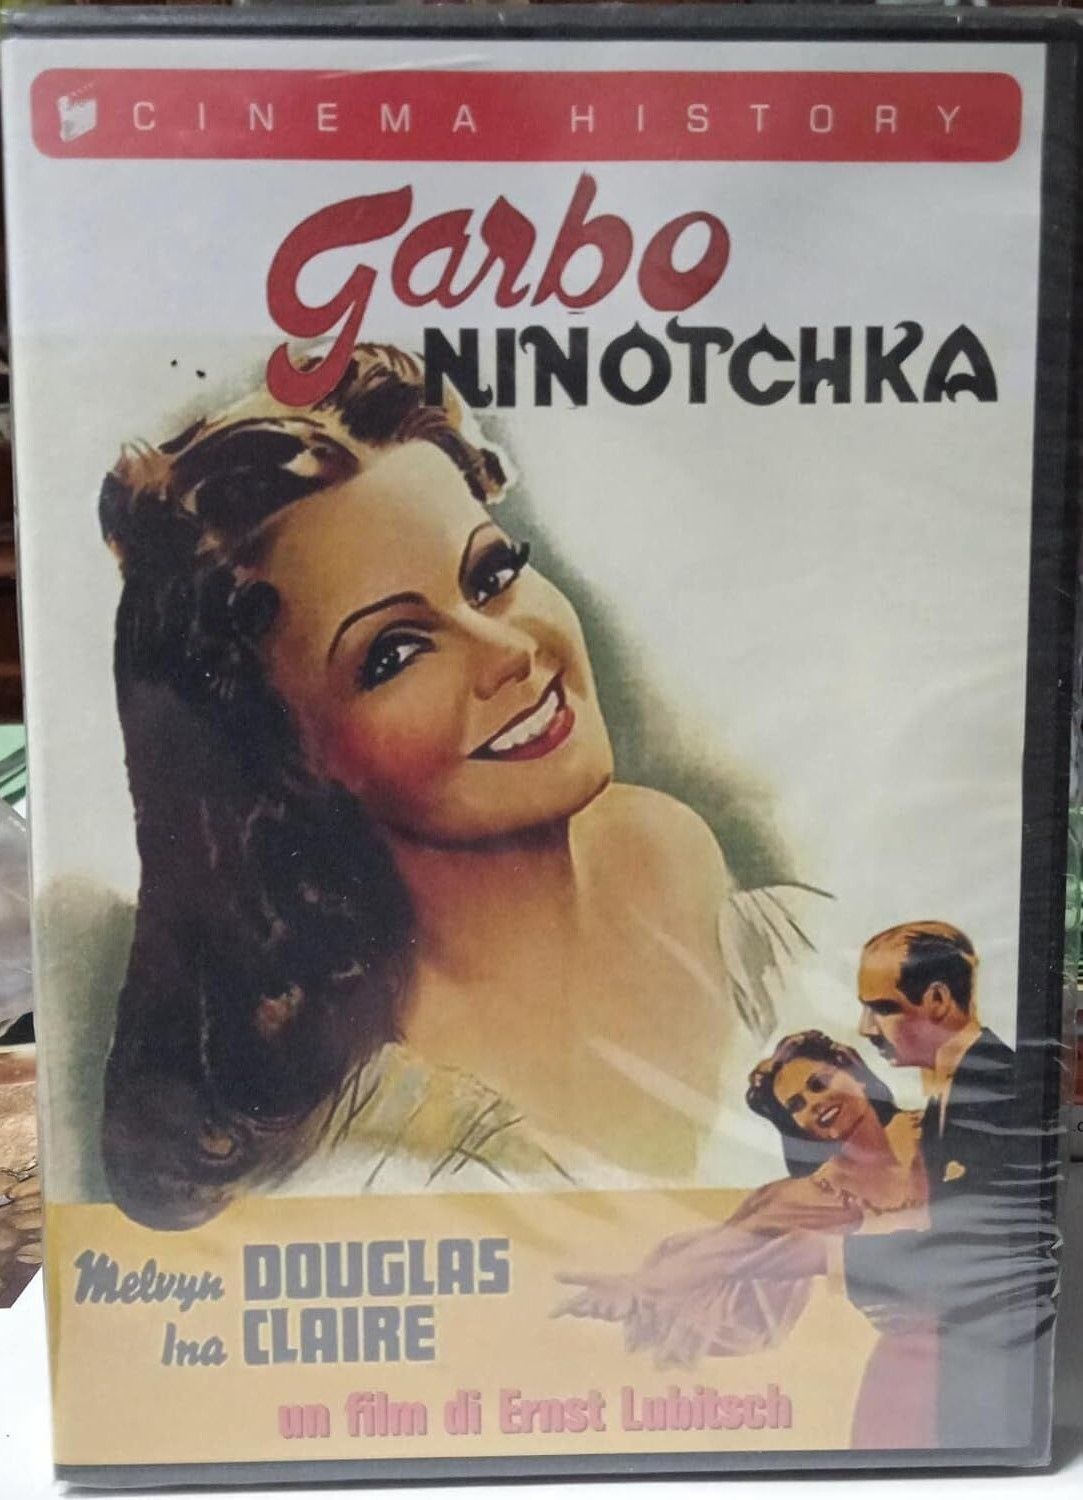 CINEMA HISTORY
Garbo
NINOTCHKA
Melvyn DOUGLAS
Ina CLAIRE
un film di Ernst Lubitsch